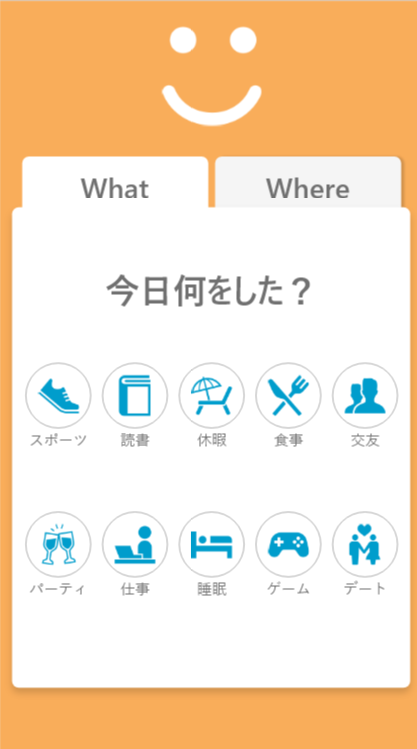 What Where
今日何をした？
スポーツ 読書 休暇 食事 交友
パーティ 仕事 睡眠 ゲーム デート